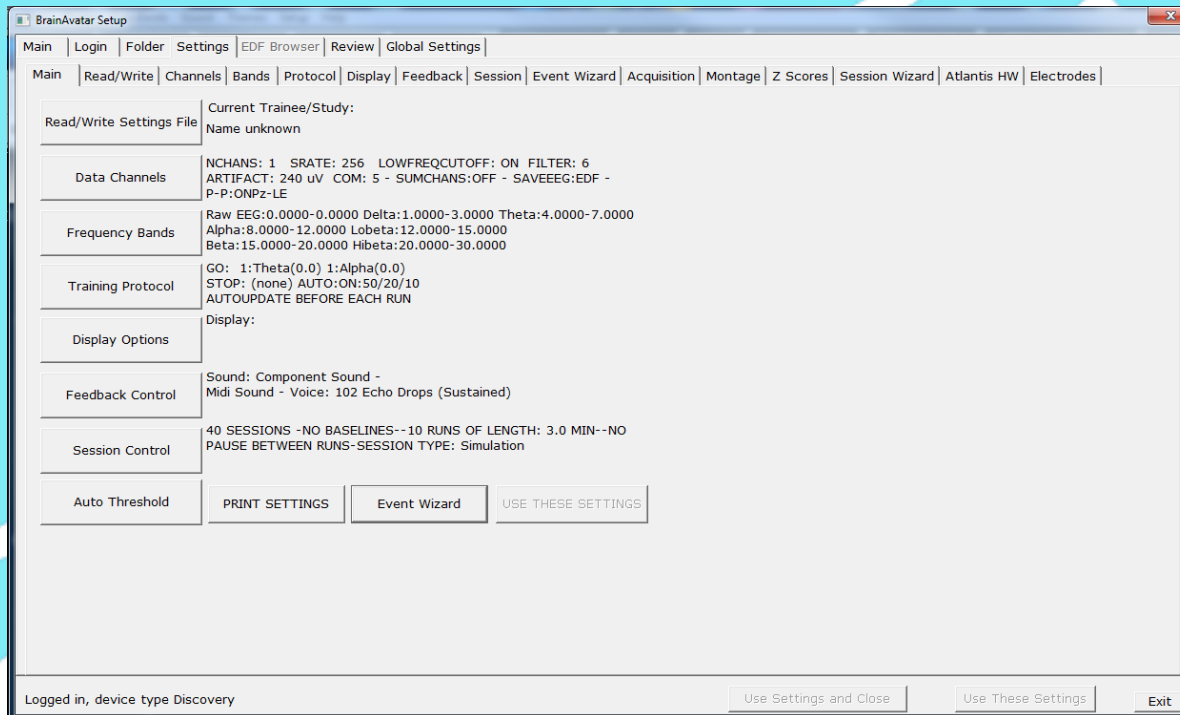 BrainAvatar Setup
Main Login Folder Settings EDF Browser Review Global Settings
Main Read/Write Channels Bands Protocol Display Feedback Session Event Wizard Acquisition Montage Z Scores Session Wizard Atlantis HW Electrodes
Read/Write Settings File
Current Trainee/Study:
Name unknown
Data Channels
NCHANS: 1 SRATE: 256 LOWFREQCUTOFF: ON FILTER: 6
ARTIFACT: 240 uV COM: 5 - SUMCHANS:OFF - SAVEEEG:EDF -
P-P:ONPz-LE
Frequency Bands
Raw EEG:0.0000-0.0000 Delta:1.0000-3.0000 Theta:4.0000-7.0000
Alpha:8.0000-12.0000 Lobeta:12.0000-15.0000
Beta:15.0000-20.0000 Hibeta:20.0000-30.0000
Training Protocol
GO: 1:Theta(0.0) 1:Alpha(0.0)
STOP: (none) AUTO:ON:50/20/10
AUTOUPDATE BEFORE EACH RUN
Display Options
Display:
Feedback Control
Sound: Component Sound -
Midi Sound - Voice: 102 Echo Drops (Sustained)
Session Control
40 SESSIONS -NO BASELINES--10 RUNS OF LENGTH: 3.0 MIN--NO
PAUSE BETWEEN RUNS-SESSION TYPE: Simulation
Auto Threshold PRINT SETTINGS Event Wizard USE THESE SETTINGS
Logged in, device type Discovery Use Settings and Close Use These Settings Exit